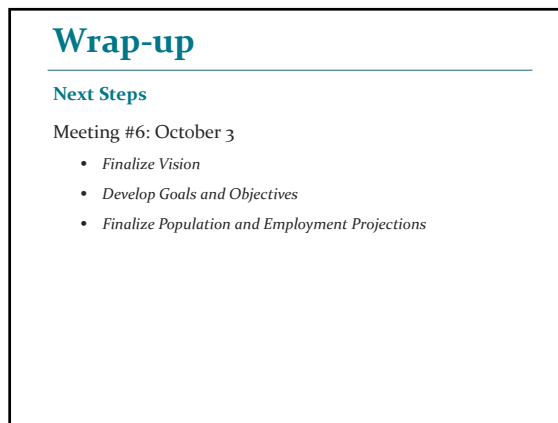 Wrap-up
Next Steps
Meeting #6: October 3
• Finalize Vision
• Develop Goals and Objectives
• Finalize Population and Employment Projections